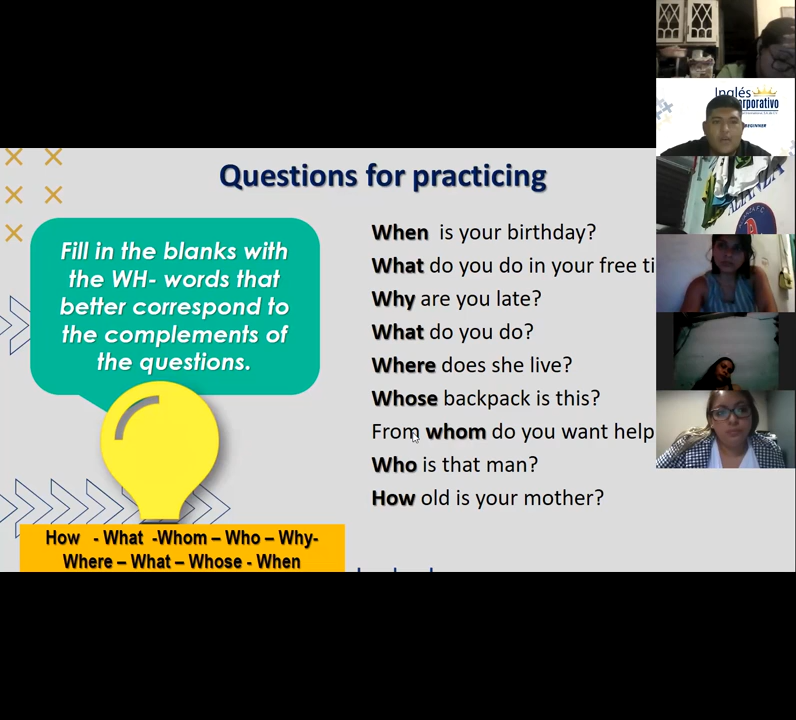 Questions for practicing
Fill in the blanks with
the WH- words that
better correspond to
the complements of
the questions.
How - What -Whom – Who – Why-
Where – What – Whose - When
When is your birthday?
What do you do in your free ti
Why are you late?
What do you do?
Where does she live?
Whose backpack is this?
From whom do you want help
Who is that man?
How old is your mother?
Inglés
orporativo
BEGINNER
ALIANZA